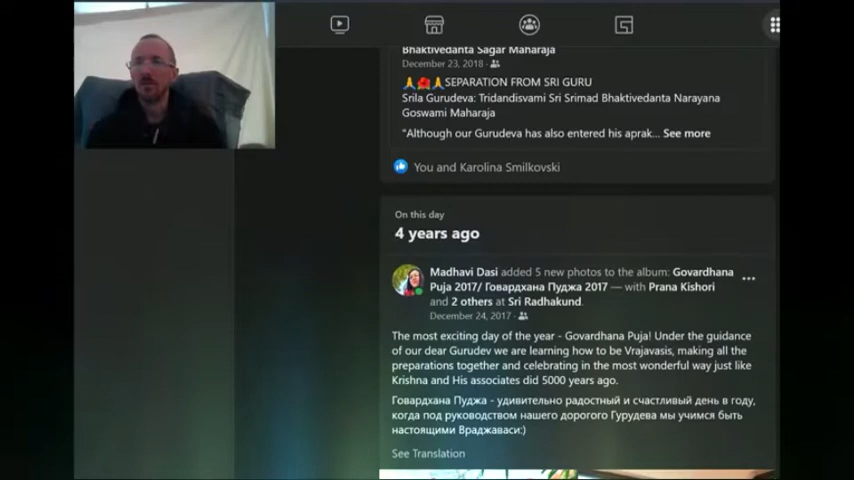 Bhaktivedanta Sagar Maharaja
December 23, 2018 ·
🙏🌺🙏SEPARATION FROM SRI GURU
Srila Gurudeva: Tridandisvami Sri Srimad Bhaktivedanta Narayana
Goswami Maharaja
"Although our Gurudeva has also entered his aprak... See more
You and Karolina Smilkovski
On this day
4 years ago
Madhavi Dasi added 5 new photos to the album: Govardhana
Puja 2017/ Говардхана Пуджа 2017 — with Prana Kishori
and 2 others at Sri Radhakund.
December 24, 2017 ·
The most exciting day of the year - Govardhana Puja! Under the guidance
of our dear Gurudev we are learning how to be Vrajavasis, making all the
preparations together and celebrating in the most wonderful way just like
Krishna and His associates did 5000 years ago.
Говардхана Пуджа - удивительно радостный и счастливый день в году,
когда под руководством нашего дорогого Гурудева мы учимся быть
настоящими Враджаваси:)
See Translation